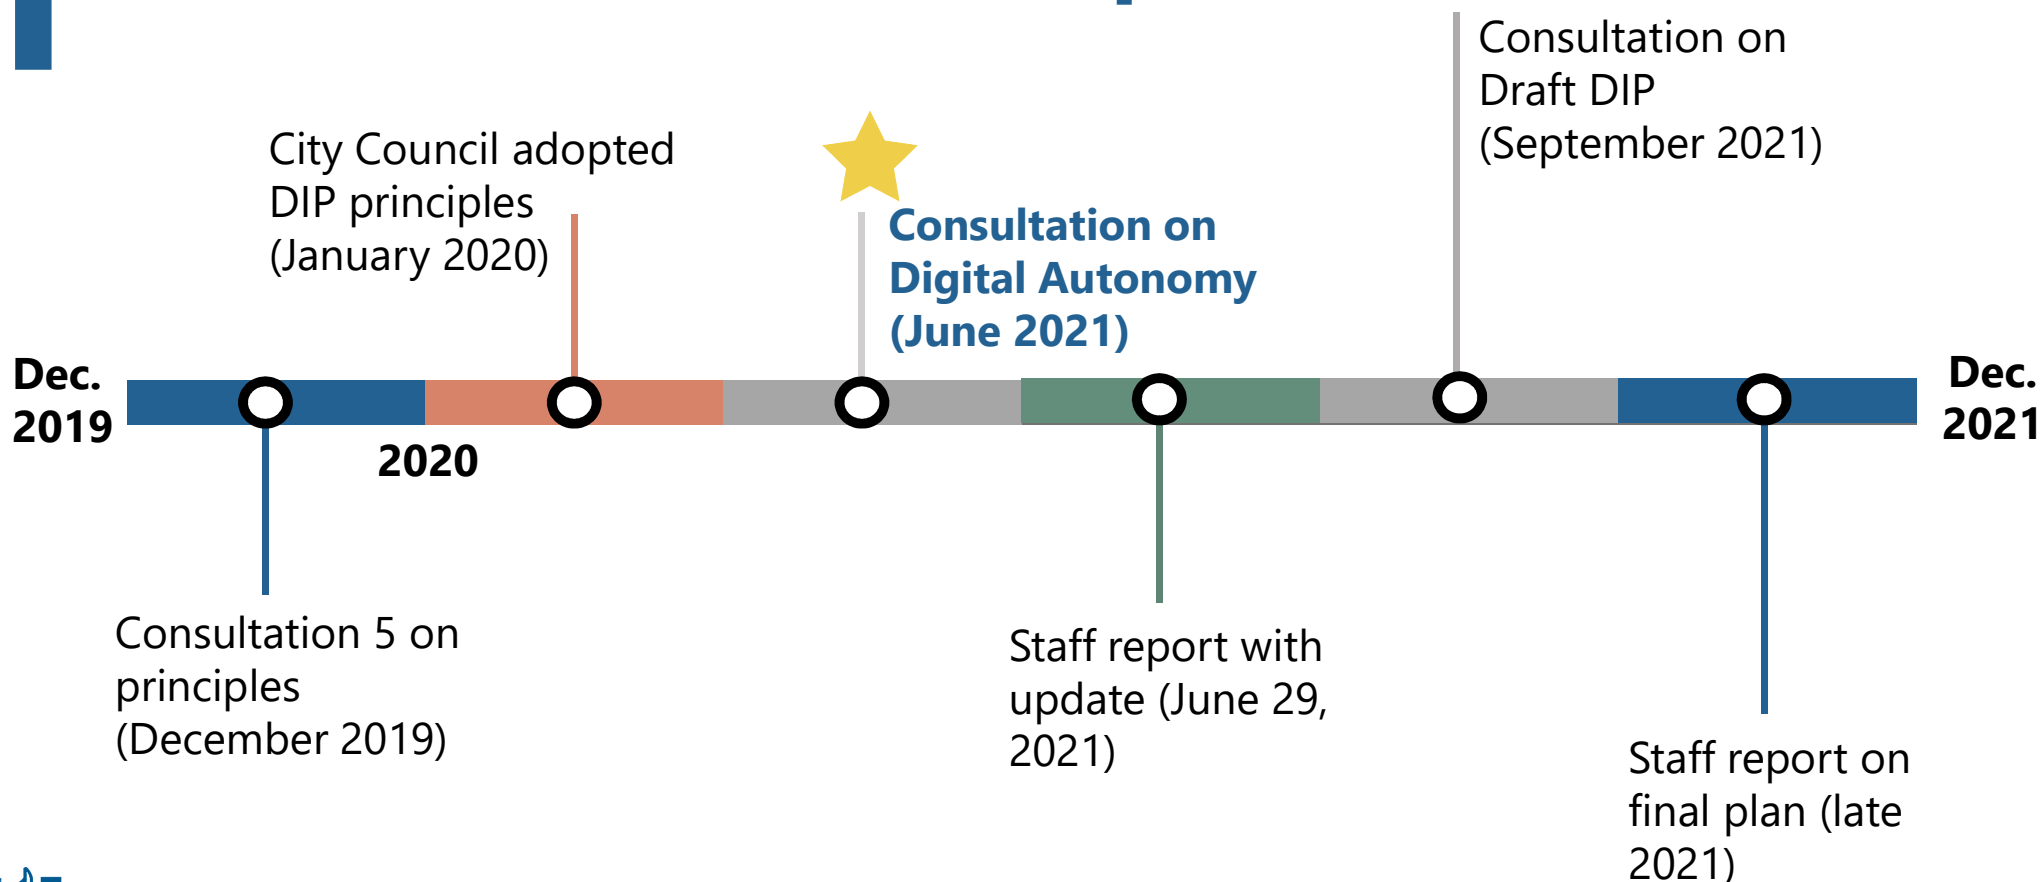 Consultation on
Draft DIP
(September 2021)
City Council adopted
DIP principles
(January 2020)
Consultation on
Digital Autonomy
(June 2021)
Dec.
2019
Dec.
2021
2020
Consultation 5 on
principles
(December 2019)
Staff report with
update (June 29,
2021)
Staff report on
final plan (late
2021)